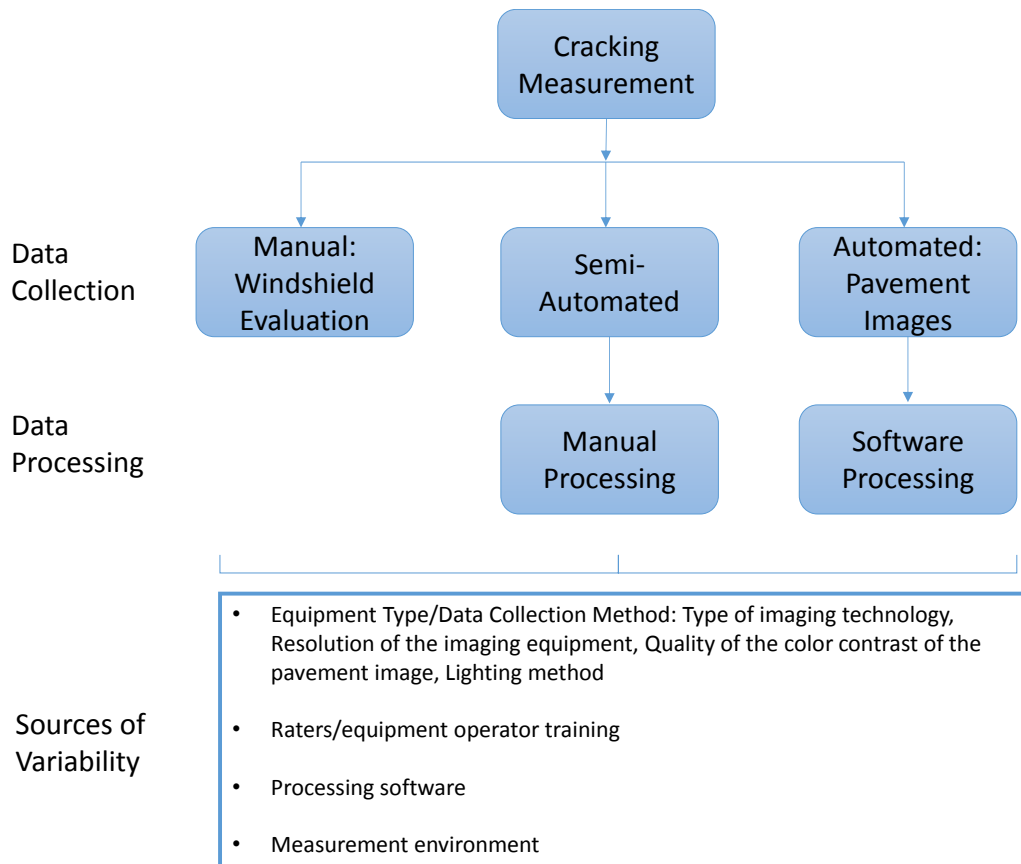 Cracking
Measurement
Data
Collection
Manual:
Windshield
Evaluation
Semi-
Automated
Automated:
Pavement
Images
Data
Processing
Manual
Processing
Software
Processing
Sources of
Variability
• Equipment Type/Data Collection Method: Type of imaging technology,
Resolution of the imaging equipment, Quality of the color contrast of the
pavement image, Lighting method
• Raters/equipment operator training
• Processing software
• Measurement environment